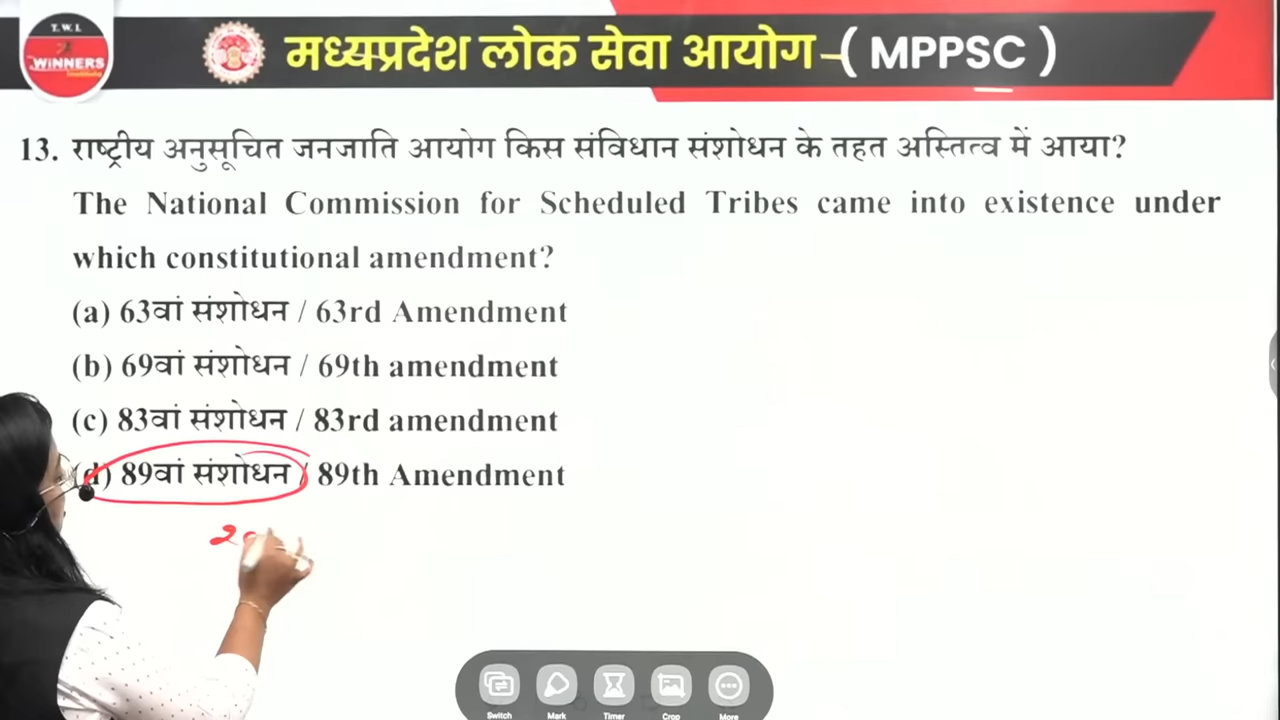 T.W.I.
WINNERS
Institute
मध्यप्रदेश लोक सेवा आयोग-( MPPSC )
13. राष्ट्रीय अनुसूचित जनजाति आयोग किस संविधान संशोधन के तहत अस्तित्व में आया?
The National Commission for Scheduled Tribes came into existence under
which constitutional amendment?
(a) 63वां संशोधन / 63rd Amendment
(b) 69वां संशोधन / 69th amendment
(c) 83वां संशोधन / 83rd amendment
(d) 89वां संशोधन / 89th Amendment
Switch Mark Timer Crop More